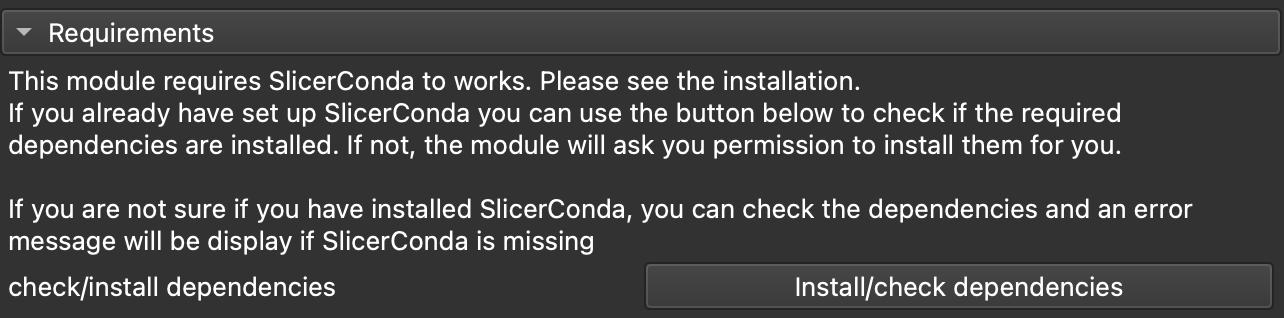 Requirements
This module requires SlicerConda to works. Please see the installation.
If you already have set up SlicerConda you can use the button below to check if the required
dependencies are installed. If not, the module will ask you permission to install them for you.
If you are not sure if you have installed SlicerConda, you can check the dependencies and an error
message will be display if SlicerConda is missing
check/install dependencies
Install/check dependencies